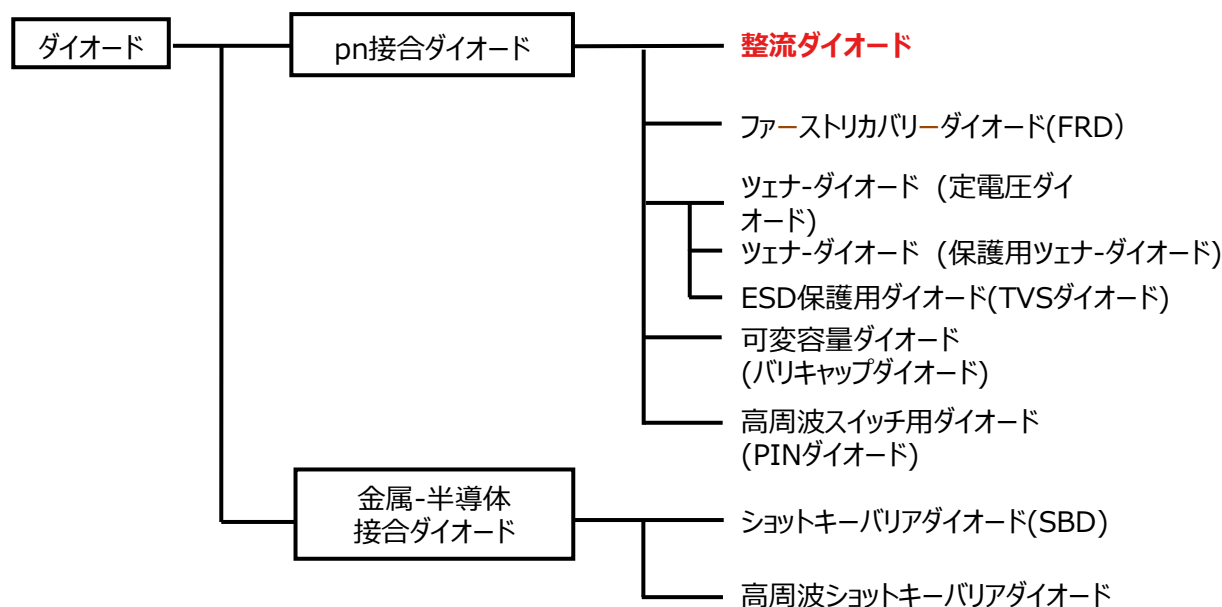 ダイオード
pn接合ダイオード
整流ダイオード
ファーストリカバリーダイオード(FRD)
ツェナ-ダイオード (定電圧ダイ
オード)
ツェナ-ダイオード (保護用ツェナ-ダイオード)
ESD保護用ダイオード(TVSダイオード)
可変容量ダイオード
(バリキャップダイオード)
高周波スイッチ用ダイオード
(PINダイオード)
金属-半導体
接合ダイオード
ショットキーバリアダイオード(SBD)
高周波ショットキーバリアダイオード